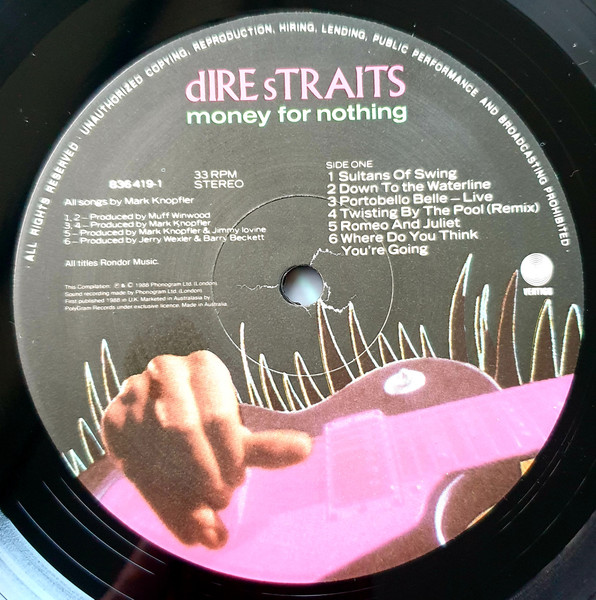 ALL RIGHTS RESERVED · UNAUTHORIZED COPYING, REPRODUCTION, HIRING, LENDING, PUBLIC PERFORMANCE AND BROADCASTING PROHIBITED ·
dIRE sTRAITS
money for nothing
836 419-1
33 RPM
STEREO
All songs by Mark Knopfler
1, 2 – Produced by Muff Winwood
3, 4 – Produced by Mark Knopfler
5 – Produced by Mark Knopfler & Jimmy Iovine
6 – Produced by Jerry Wexler & Barry Beckett
All titles Rondor Music.
This Compilation: ℗ & © 1988 Phonogram Ltd. (London)
Sound recording made by Phonogram Ltd. (London)
First published 1988 in U.K. Marketed in Australasia by
PolyGram Records under exclusive licence. Made in Australia.
SIDE ONE
1 Sultans Of Swing
2 Down To the Waterline
3 Portobello Belle – Live
4 Twisting By The Pool (Remix)
5 Romeo And Juliet
6 Where Do You Think
You're Going
VERTIGO